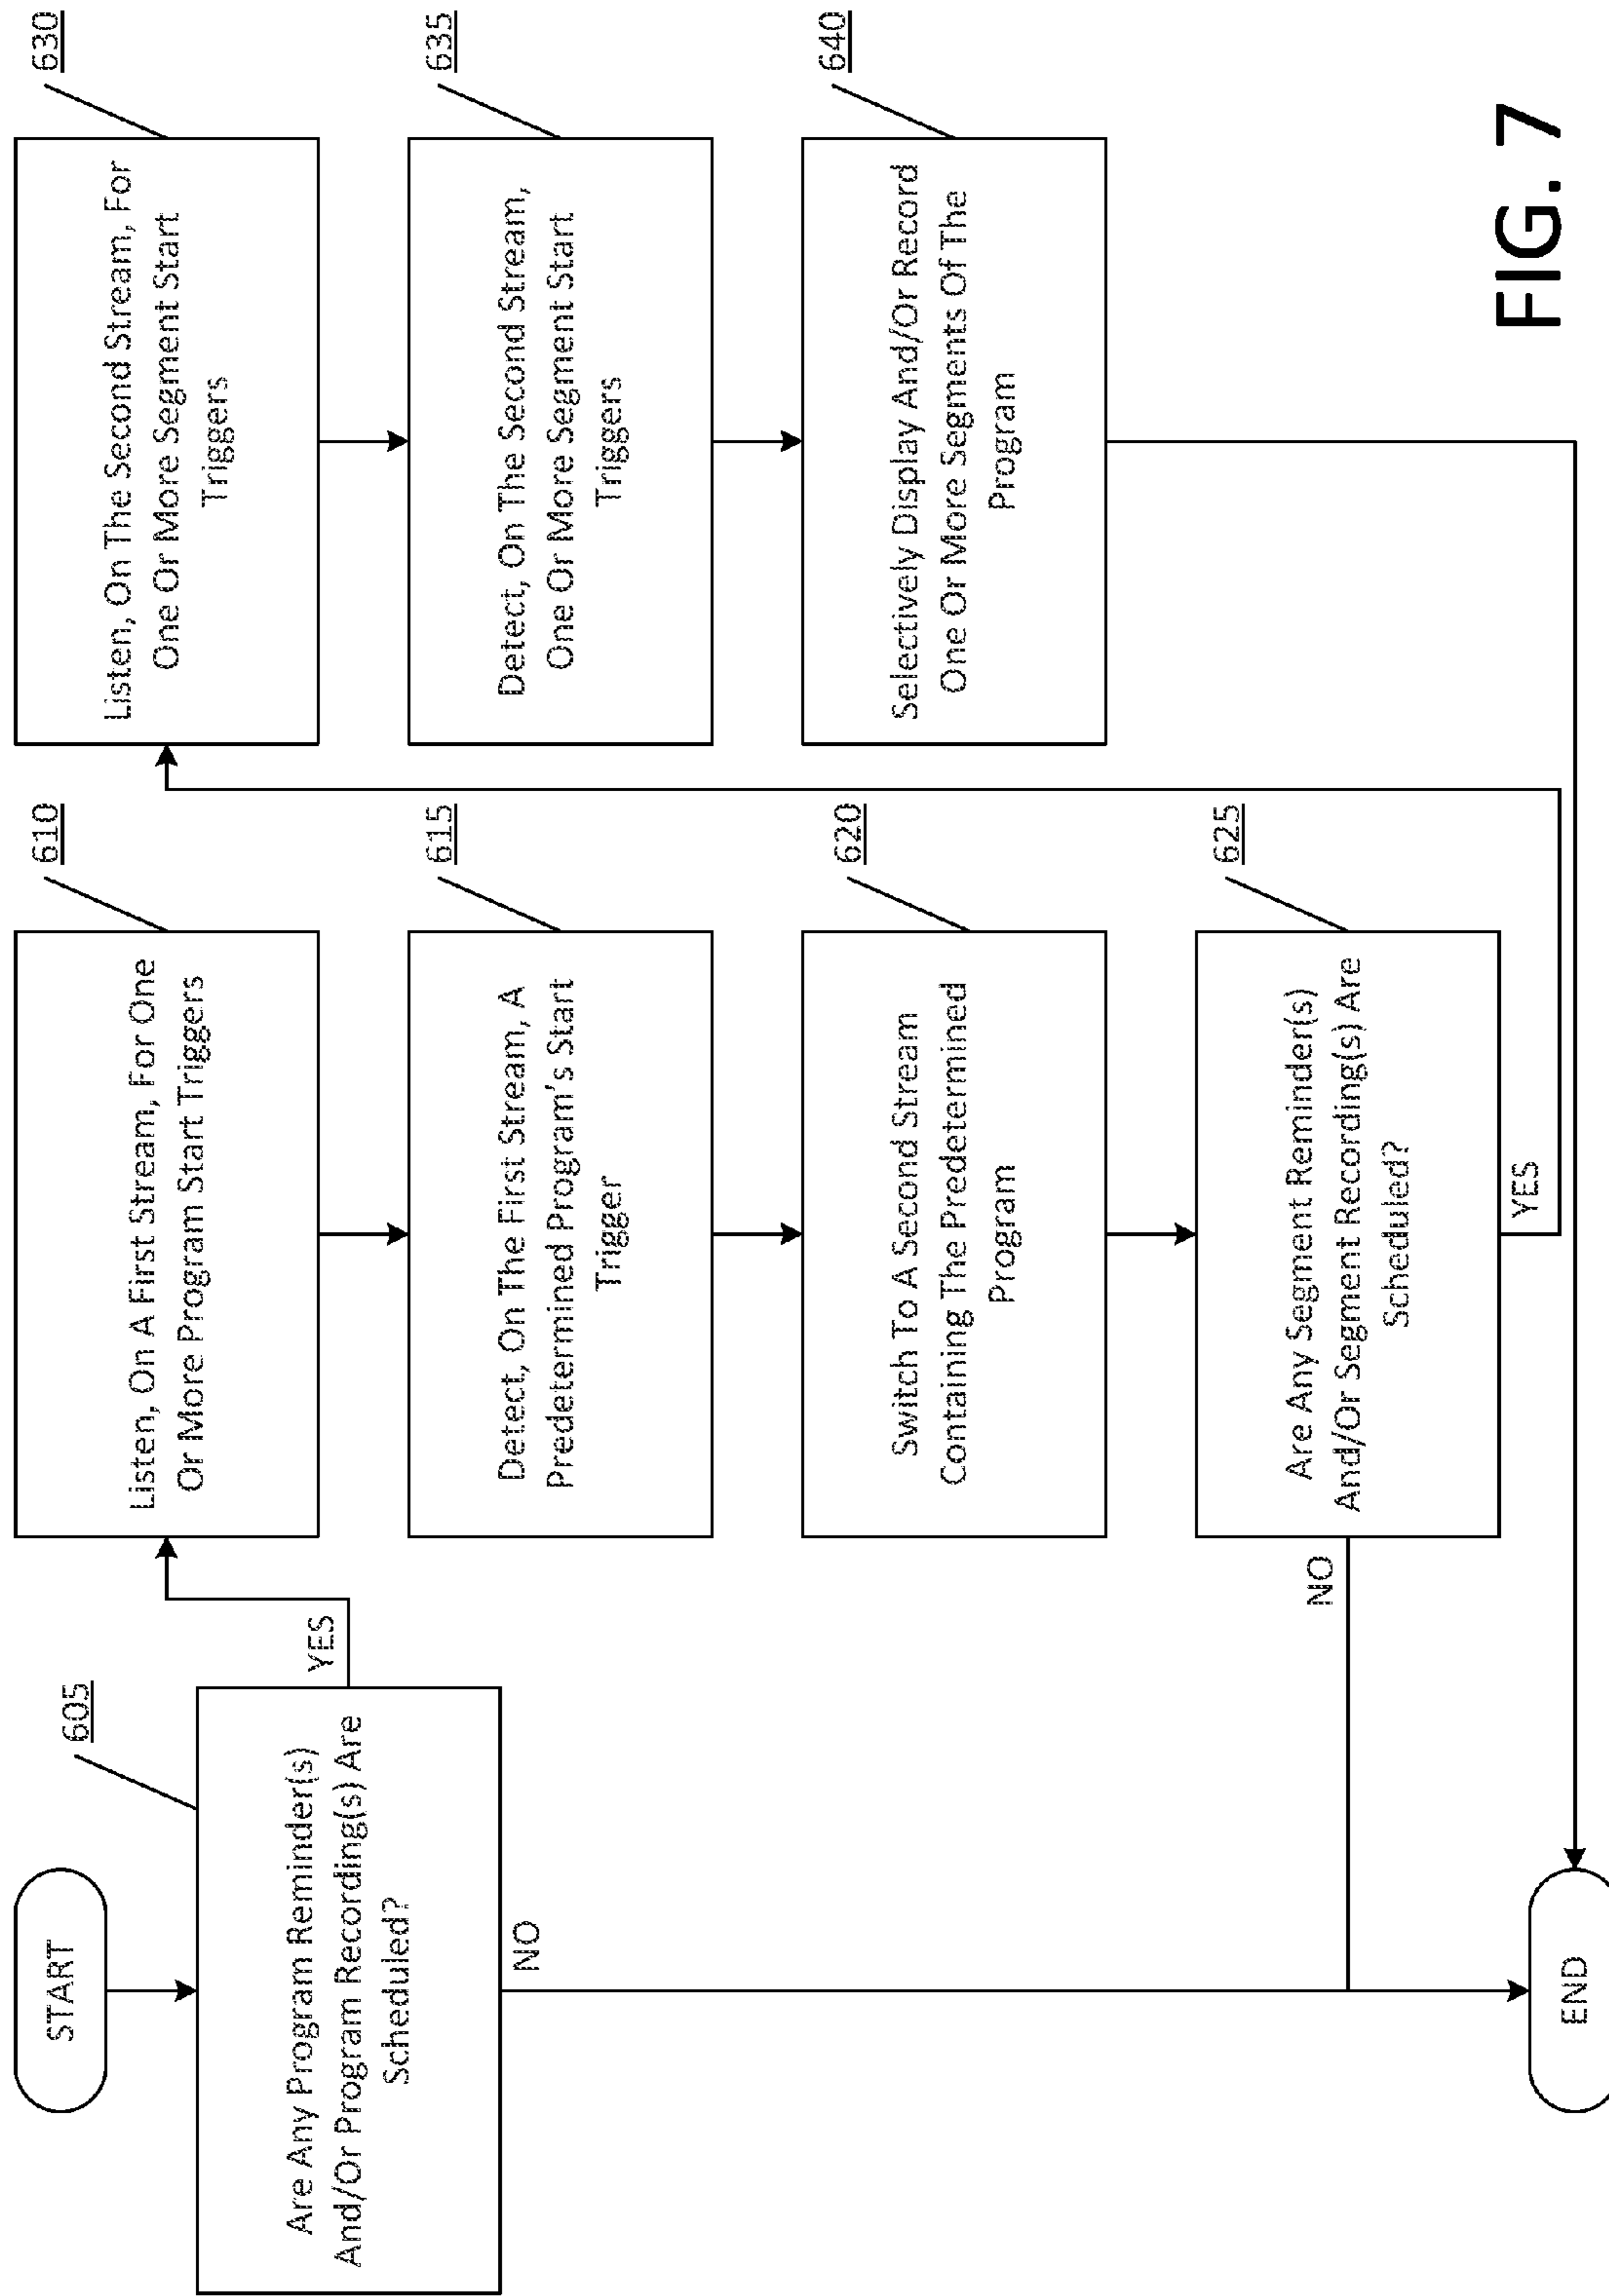 START
605
Are Any Program Reminder(s)
And/Or Program Recording(s) Are
Scheduled?
YES
NO
610
Listen, On A First Stream, For One
Or More Program Start Triggers
615
Detect, On The First Stream, A
Predetermined Program's Start
Trigger
620
Switch To A Second Stream
Containing The Predetermined
Program
625
Are Any Segment Reminder(s)
And/Or Segment Recording(s) Are
Scheduled?
NO
YES
630
Listen, On The Second Stream, For
One Or More Segment Start
Triggers
635
Detect, On The Second Stream,
One Or More Segment Start
Triggers
640
Selectively Display And/Or Record
One Or More Segments Of The
Program
END
FIG. 7